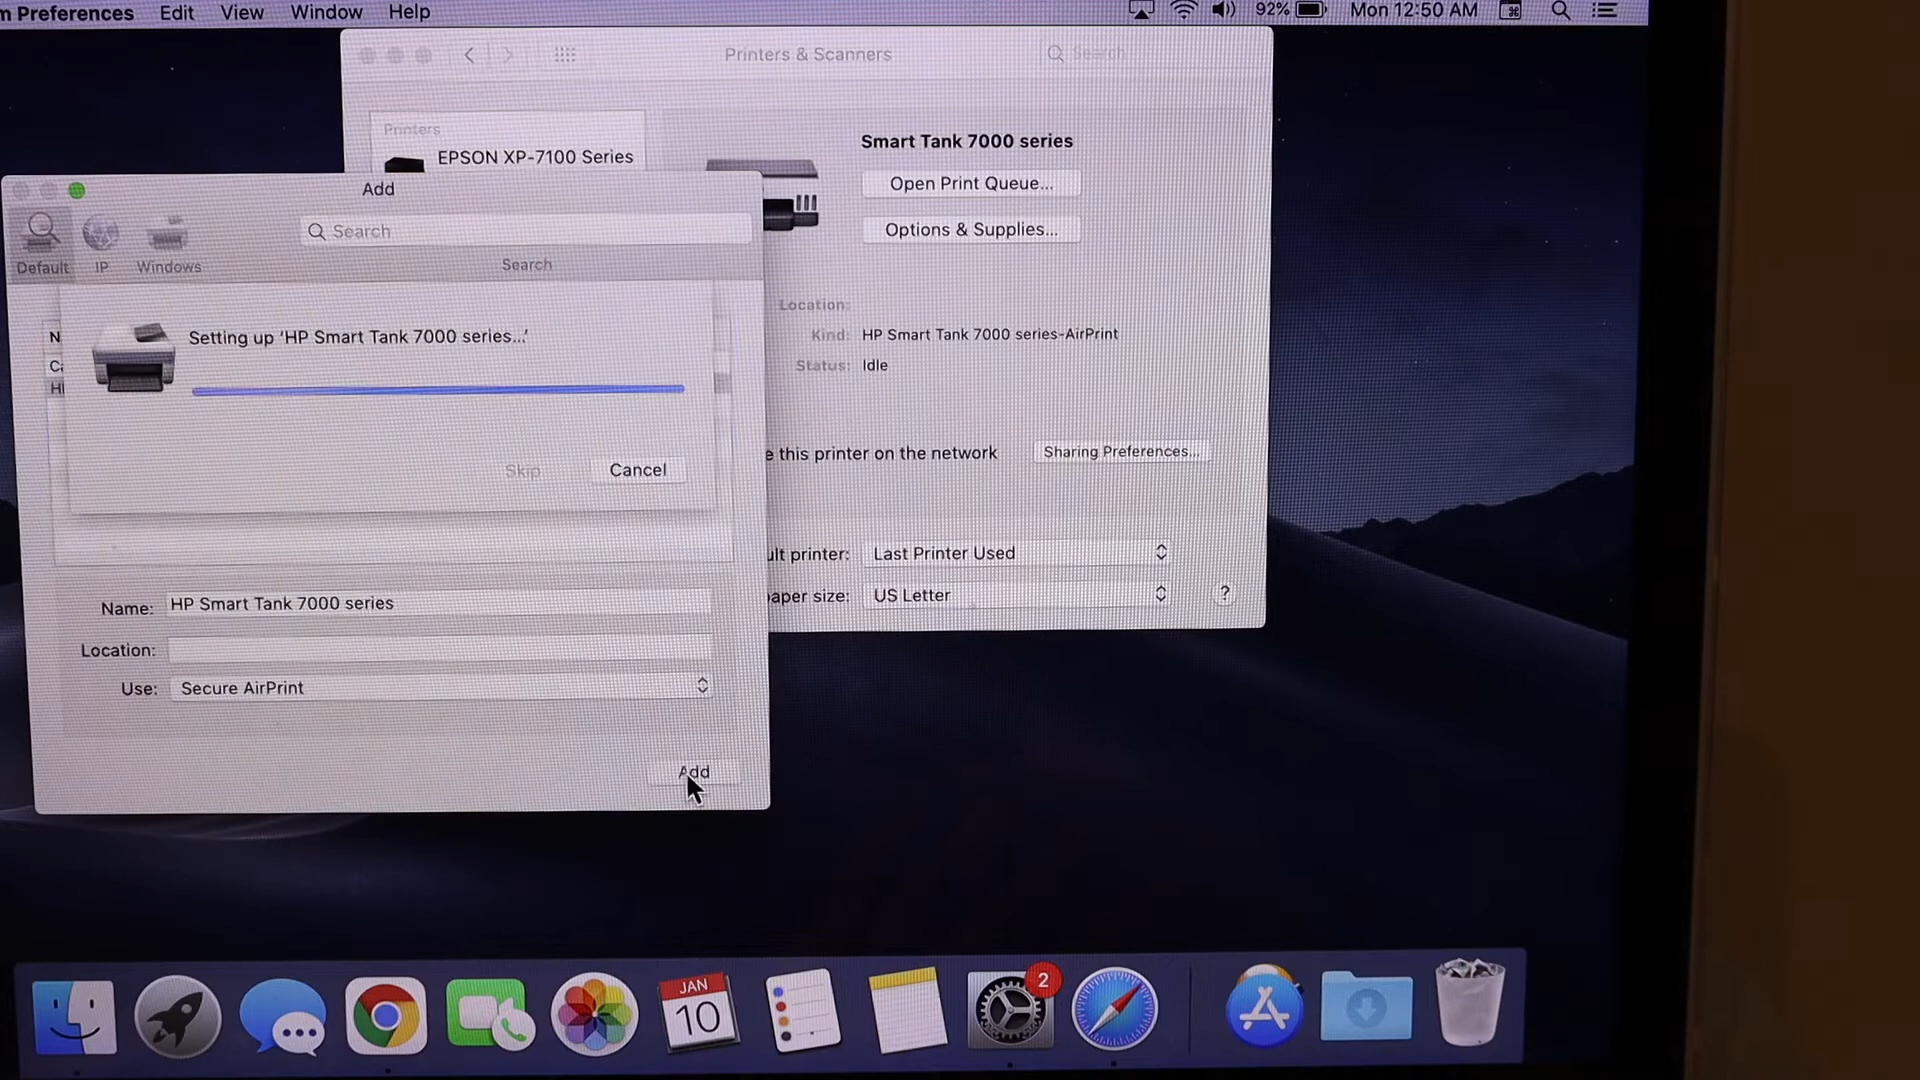 m Preferences Edit View Window Help 92% Mon 12:50 AM
Printers & Scanners Search
Printers
EPSON XP-7100 Series
Smart Tank 7000 series
Open Print Queue...
Options & Supplies...
Location:
Kind: HP Smart Tank 7000 series-AirPrint
Status: Idle
e this printer on the network Sharing Preferences...
ult printer: Last Printer Used
paper size: US Letter ?
Add
Search
Default IP Windows Search
Setting up ‘HP Smart Tank 7000 series...’
N
Ca
HI
Skip Cancel
Name: HP Smart Tank 7000 series
Location:
Use: Secure AirPrint
Add
JAN
10
2